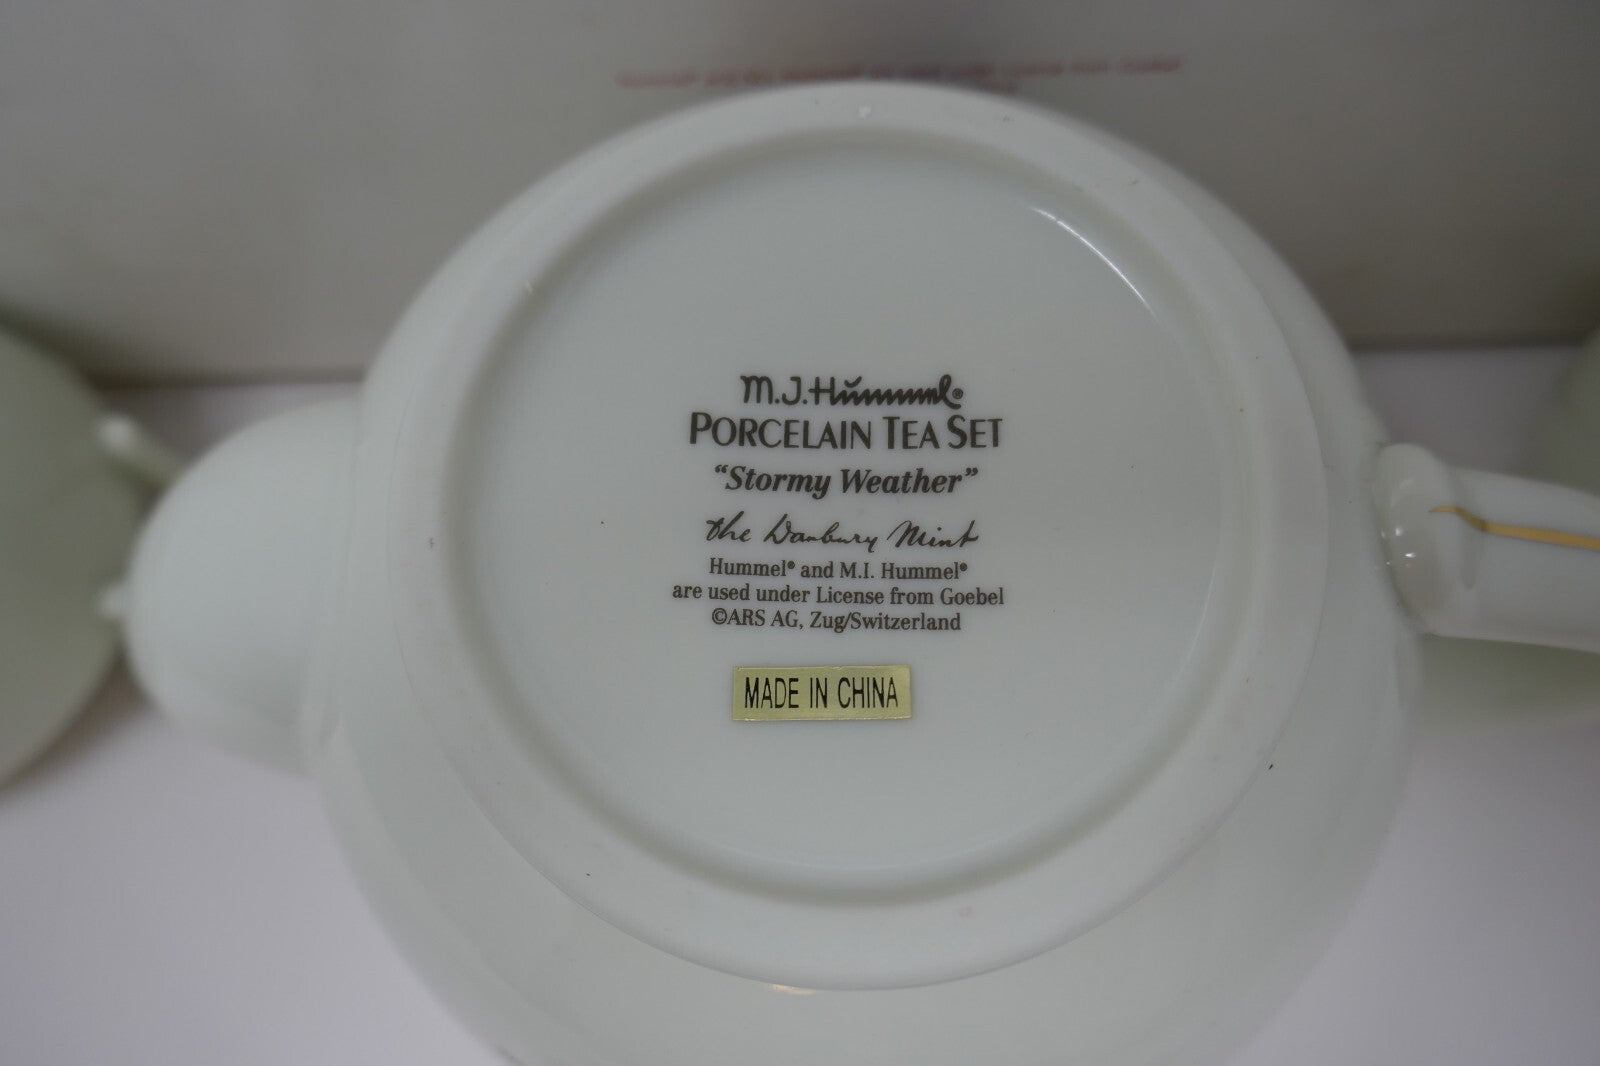 M.J. Hummel®
PORCELAIN TEA SET
"Stormy Weather"
the Danbury Mint
Hummel® and M.I. Hummel®
are used under License from Goebel
©ARS AG, Zug/Switzerland
MADE IN CHINA